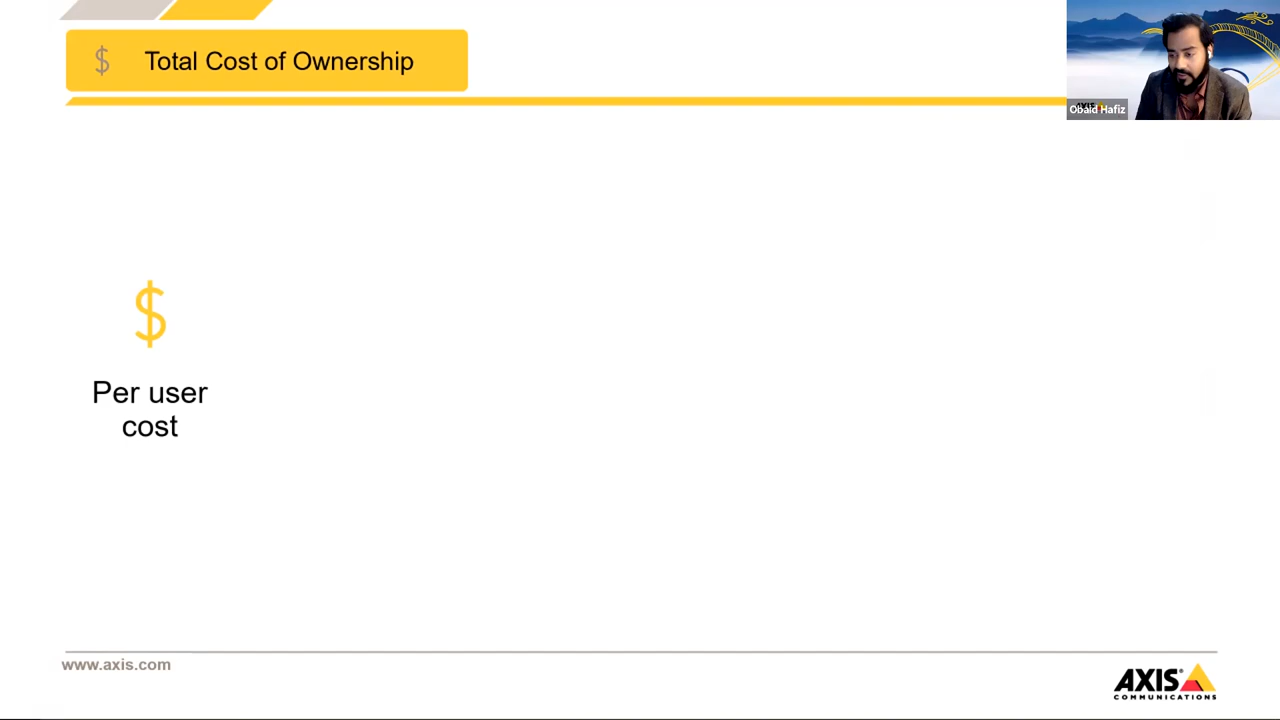 $ Total Cost of Ownership
Obaid Hafiz
$
Per user
cost
www.axis.com
AXIS
COMMUNICATIONS